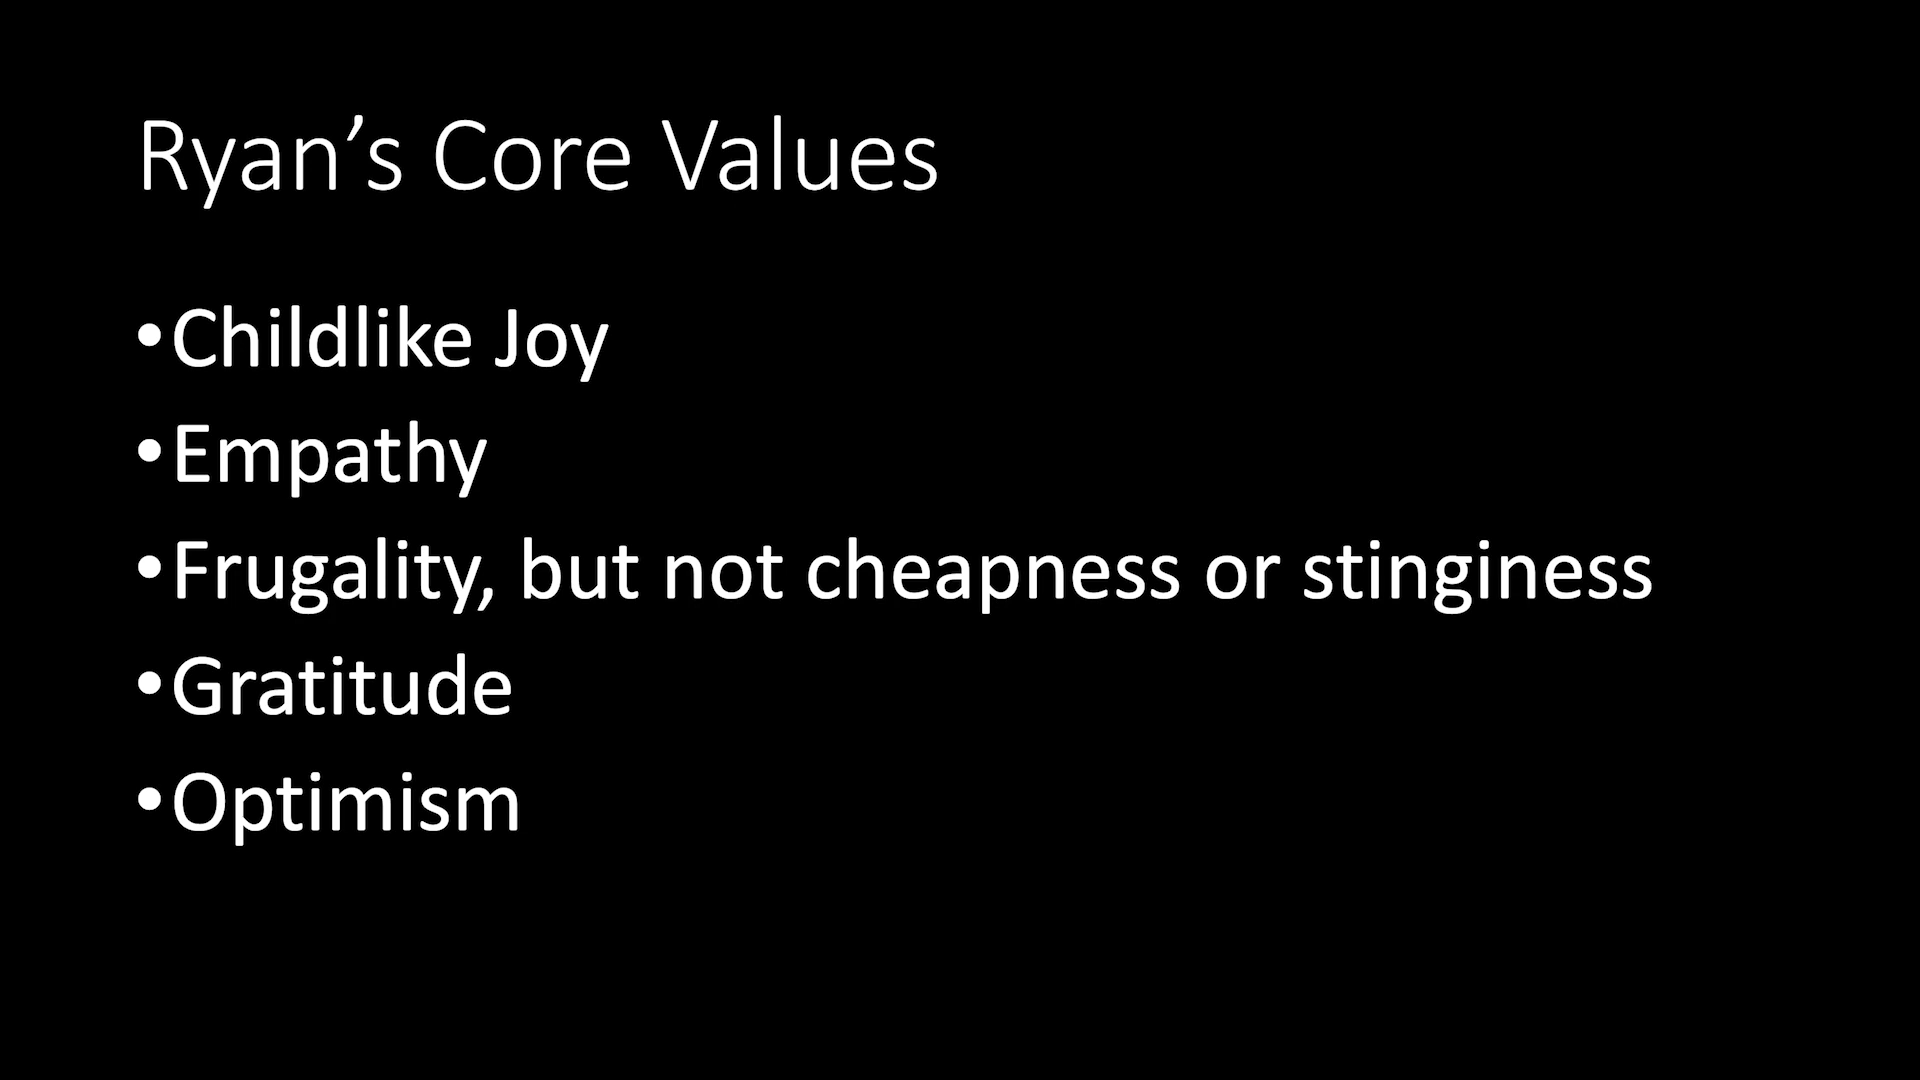 Ryan’s Core Values
•Childlike Joy
•Empathy
•Frugality, but not cheapness or stinginess
•Gratitude
•Optimism